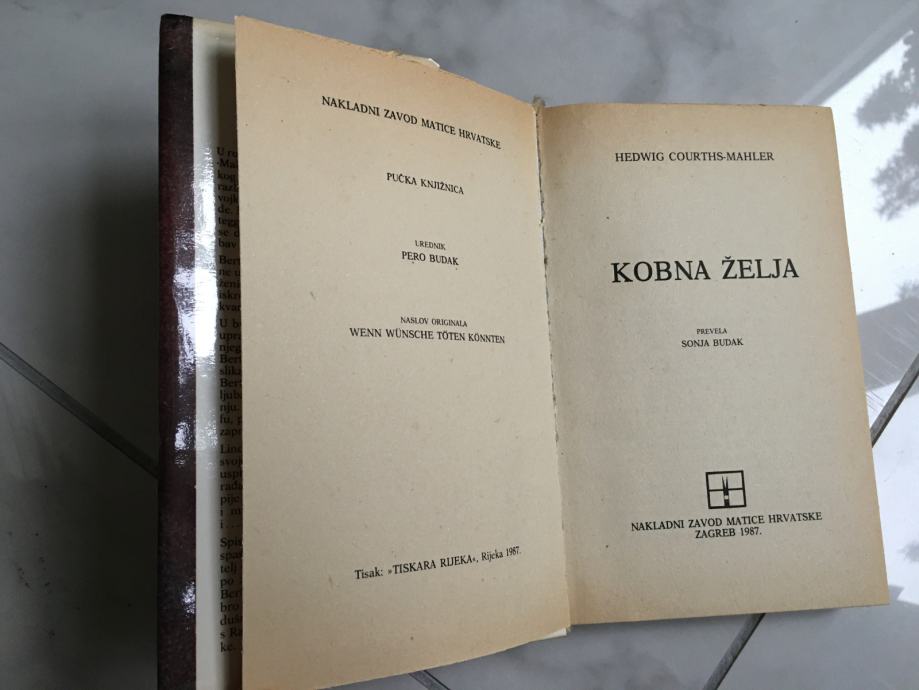 NAKLADNI ZAVOD MATICE HRVATSKE
PUČKA KNJIŽNICA
UREDNIK
PERO BUDAK
NASLOV ORIGINALA
WENN WÜNSCHE TÖTEN KÖNNTEN
Tisak: »TISKARA RIJEKA«, Rijeka 1987.
HEDWIG COURTHS-MAHLER
KOBNA ŽELJA
PREVELA
SONJA BUDAK
NAKLADNI ZAVOD MATICE HRVATSKE
ZAGREB 1987.